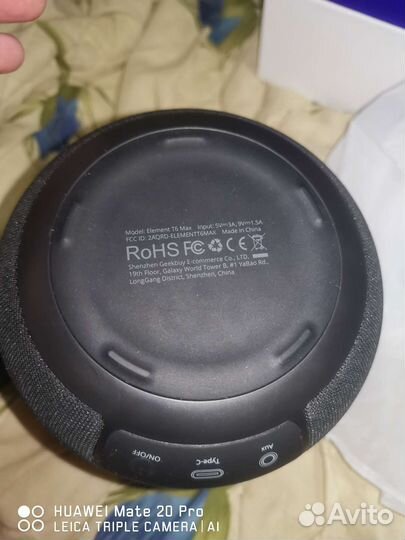 Model: Element T6 Max Input: 5V⎓3A, 9V⎓1.5A
FCC ID: 2AQRD-ELEMENTT6MAX Made in China
RoHS FC CE
Shenzhen Geekbuy E-commerce Co., LTD.
19th Floor, Galaxy World Tower B, #1 YaBao Rd.,
LongGang District, Shenzhen, China
ON/OFF
Type-C
Aux
HUAWEI Mate 20 Pro
LEICA TRIPLE CAMERA | AI
Avito